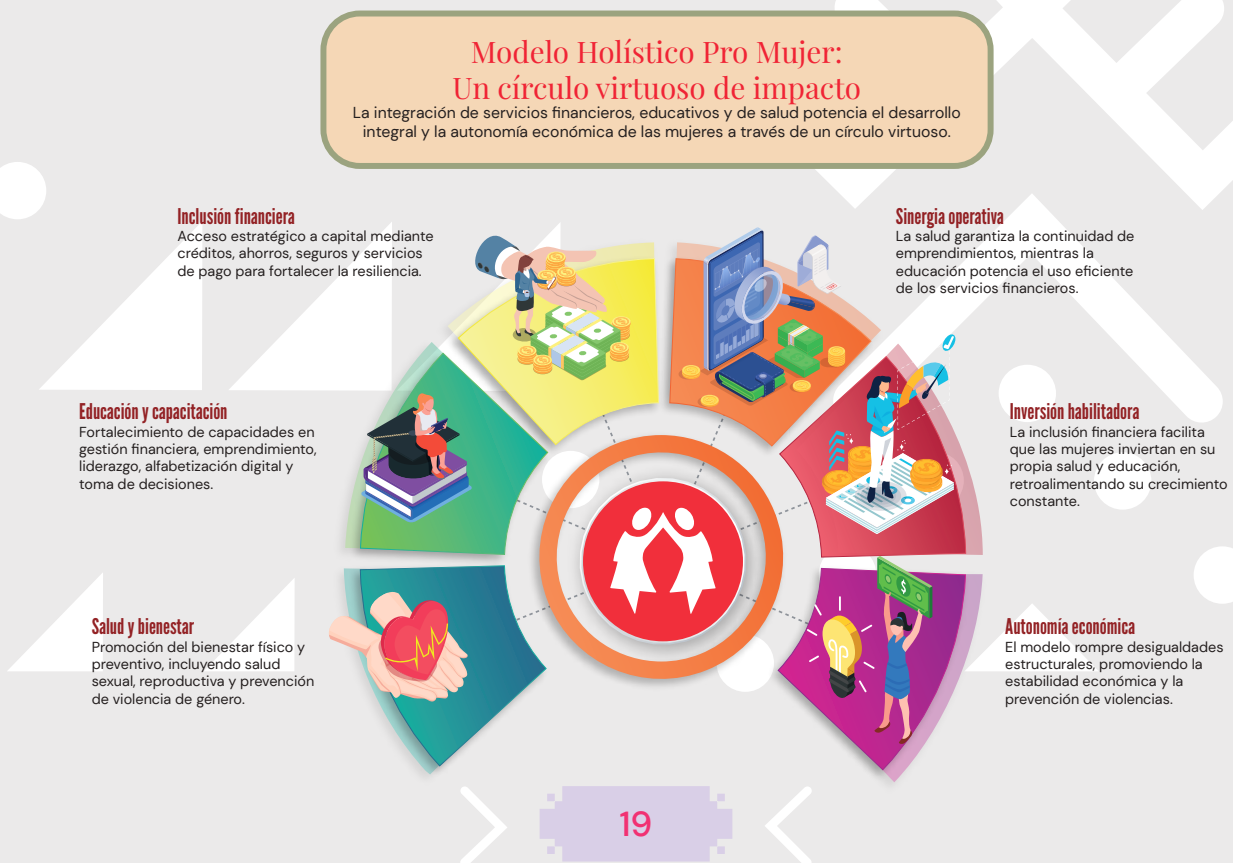 Modelo Holístico Pro Mujer:
Un círculo virtuoso de impacto
La integración de servicios financieros, educativos y de salud potencia el desarrollo
integral y la autonomía económica de las mujeres a través de un círculo virtuoso.
Inclusión financiera
Acceso estratégico a capital mediante
créditos, ahorros, seguros y servicios
de pago para fortalecer la resiliencia.
Sinergia operativa
La salud garantiza la continuidad de
emprendimientos, mientras la
educación potencia el uso eficiente
de los servicios financieros.
Educación y capacitación
Fortalecimiento de capacidades en
gestión financiera, emprendimiento,
liderazgo, alfabetización digital y
toma de decisiones.
Inversión habilitadora
La inclusión financiera facilita
que las mujeres inviertan en su
propia salud y educación,
retroalimentando su crecimiento
constante.
Salud y bienestar
Promoción del bienestar físico y
preventivo, incluyendo salud
sexual, reproductiva y prevención
de violencia de género.
Autonomía económica
El modelo rompre desigualdades
estructurales, promoviendo la
estabilidad económica y la
prevención de violencias.
19